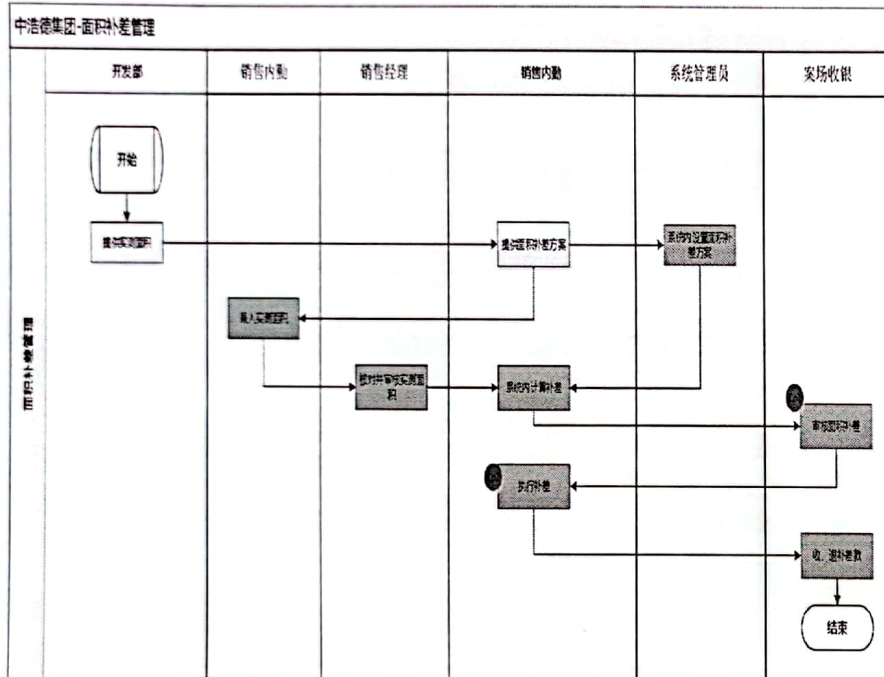 中浩德集团-面积补差管理
开发部
销售内勤
销售经理
销售内勤
系统管理员
案场收银
面积补差管理
开始
提供实测面积
提供面积补差方案
系统内设置面积补
差方案
录入实测面积
核对并审核实测面
积
系统内计算补差
审核面积补差
执行补差
收、退补差款
结束